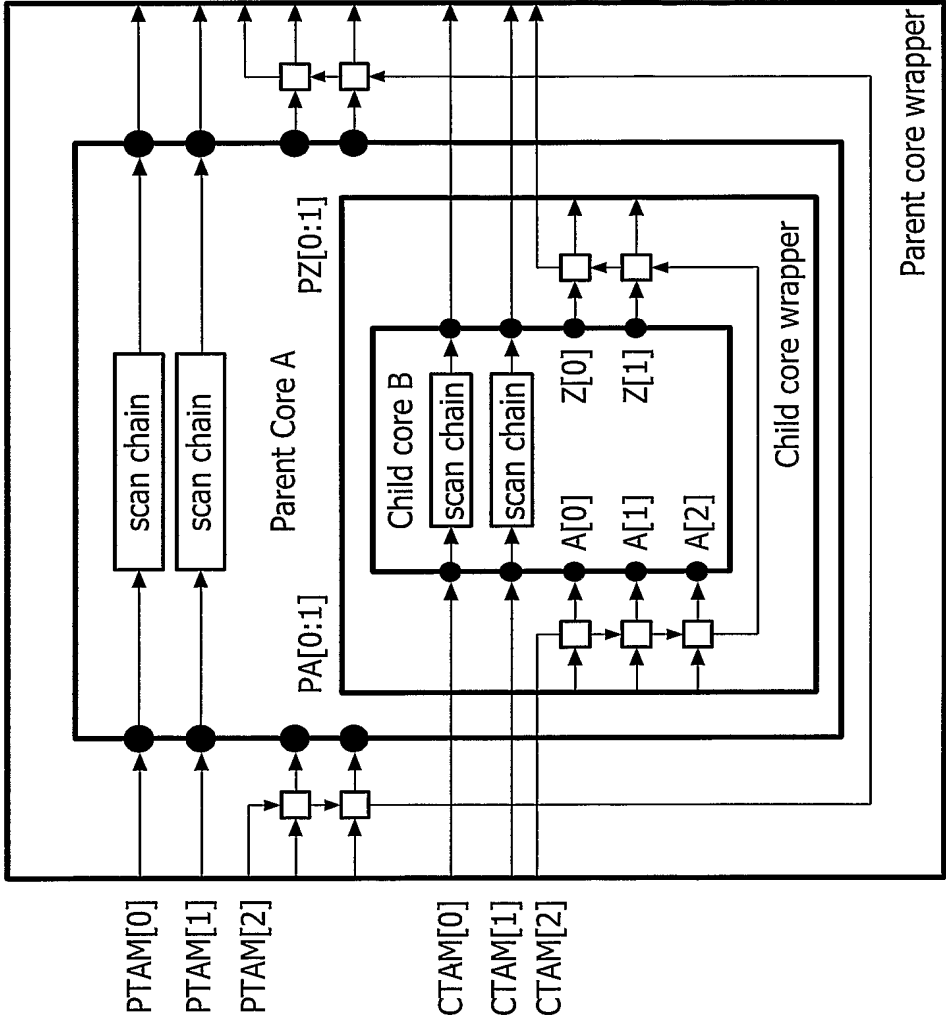 PTAM[0]
PTAM[1]
PTAM[2]
CTAM[0]
CTAM[1]
CTAM[2]
scan chain
scan chain
Parent Core A
PA[0:1]
PZ[0:1]
Child core B
scan chain
scan chain
A[0]
A[1]
A[2]
Z[0]
Z[1]
Child core wrapper
Parent core wrapper